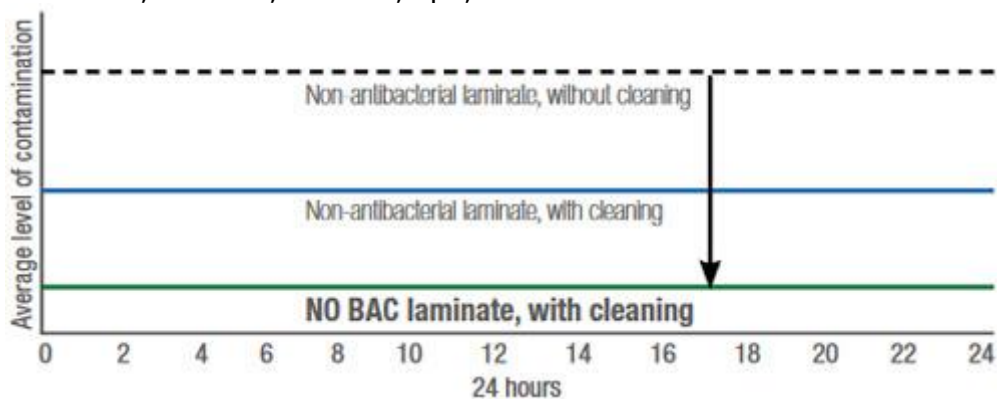 Average level of contamination
Non-antibacterial laminate, without cleaning
Non-antibacterial laminate, with cleaning
NO BAC laminate, with cleaning
0 2 4 6 8 10 12 14 16 18 20 22 24
24 hours